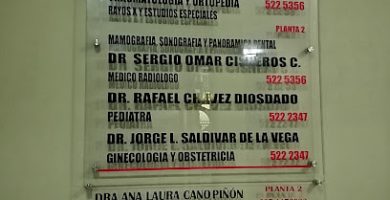 TRAUMATOLOGIA Y ORTOPEDIA
RAYOS X Y ESTUDIOS ESPECIALES 522 5356
PLANTA 2
MAMOGRAFIA, SONOGRAFIA Y PANORAMICA DENTAL
DR SERGIO OMAR CISNEROS C.
MEDICO RADIOLOGO 522 5356
DR. RAFAEL CHAVEZ DIOSDADO
PEDIATRA 522 2347
DR. JORGE L. SALDIVAR DE LA VEGA
GINECOLOGIA Y OBSTETRICIA 522 2347
DRA ANA LAURA CANO PIÑON PLANTA 2